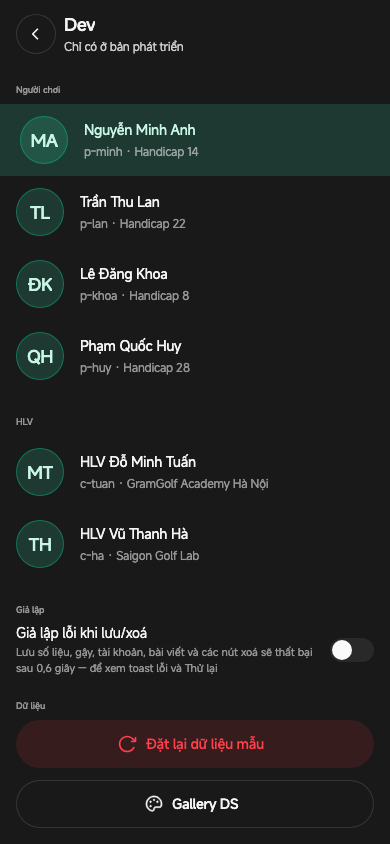 Dev
Chỉ có ở bản phát triển
Người chơi
MA
Nguyễn Minh Anh
p-minh · Handicap 14
TL
Trần Thu Lan
p-lan · Handicap 22
ĐK
Lê Đăng Khoa
p-khoa · Handicap 8
QH
Phạm Quốc Huy
p-huy · Handicap 28
HLV
MT
HLV Đỗ Minh Tuấn
c-tuan · GramGolf Academy Hà Nội
TH
HLV Vũ Thanh Hà
c-ha · Saigon Golf Lab
Giả lập
Giả lập lỗi khi lưu/xoá
Lưu số liệu, gậy, tài khoản, bài viết và các nút xoá sẽ thất bại
sau 0,6 giây — để xem toast lỗi và Thử lại
Dữ liệu
Đặt lại dữ liệu mẫu
Gallery DS